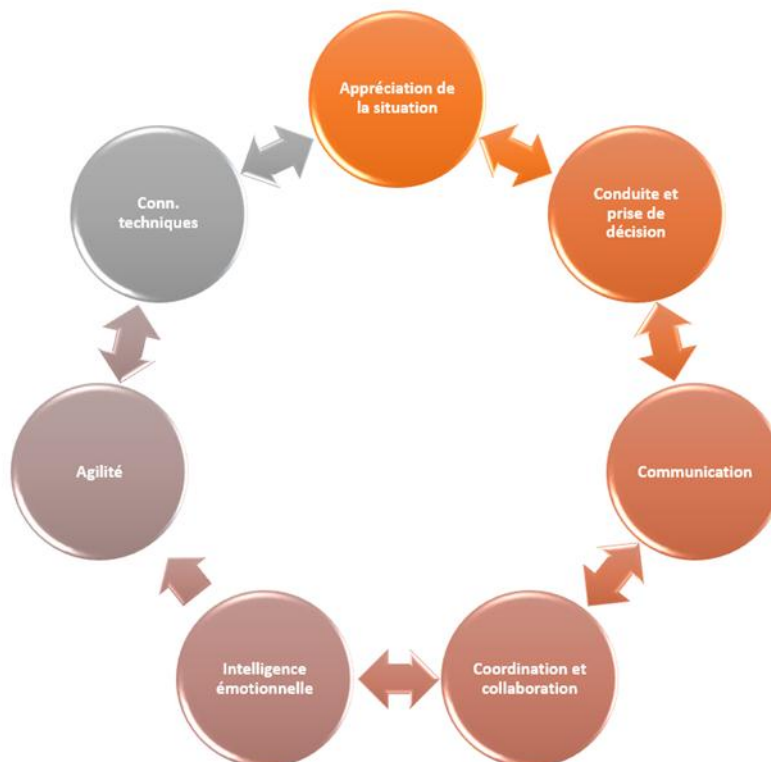 Appréciation de
la situation
Conduite et
prise de
décision
Communication
Coordination et
collaboration
Intelligence
émotionnelle
Agilité
Conn.
techniques